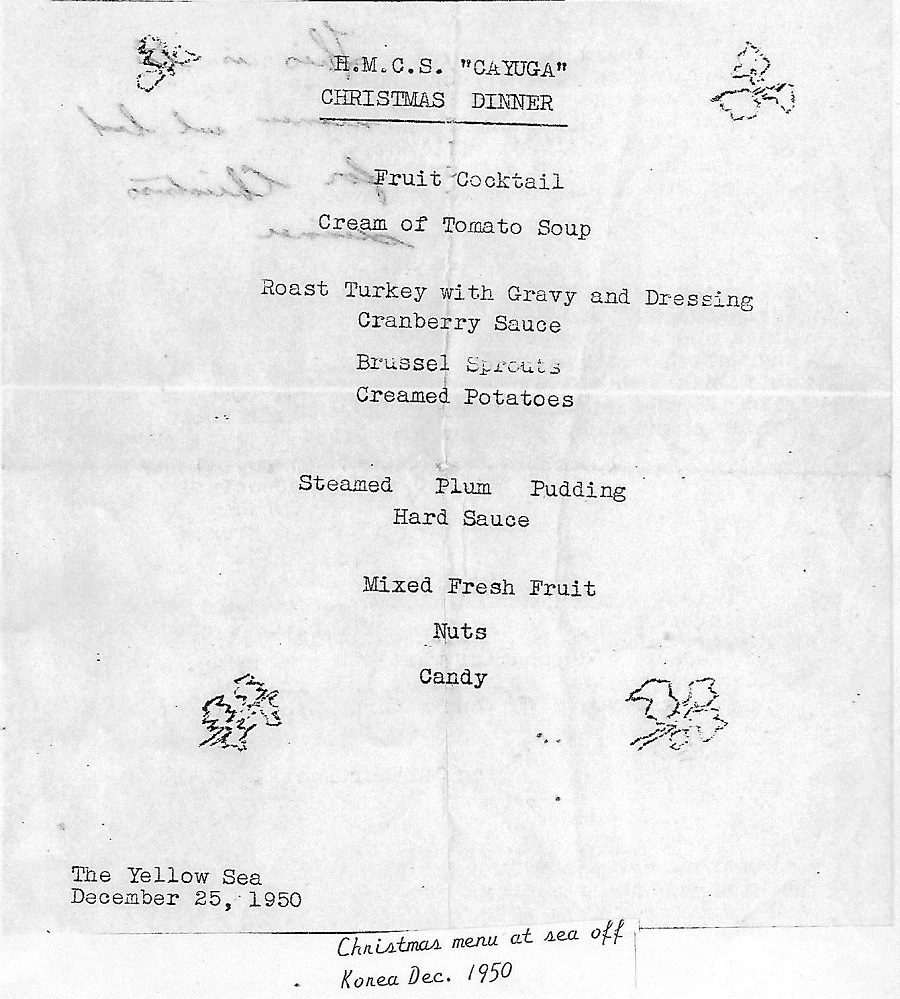 H.M.C.S. "CAYUGA"
CHRISTMAS DINNER
Fruit Cocktail
Cream of Tomato Soup
Roast Turkey with Gravy and Dressing
Cranberry Sauce
Brussel Sprouts
Creamed Potatoes
Steamed Plum Pudding
Hard Sauce
Mixed Fresh Fruit
Nuts
Candy
The Yellow Sea
December 25, 1950
Christmas menu at sea off
Korea Dec. 1950